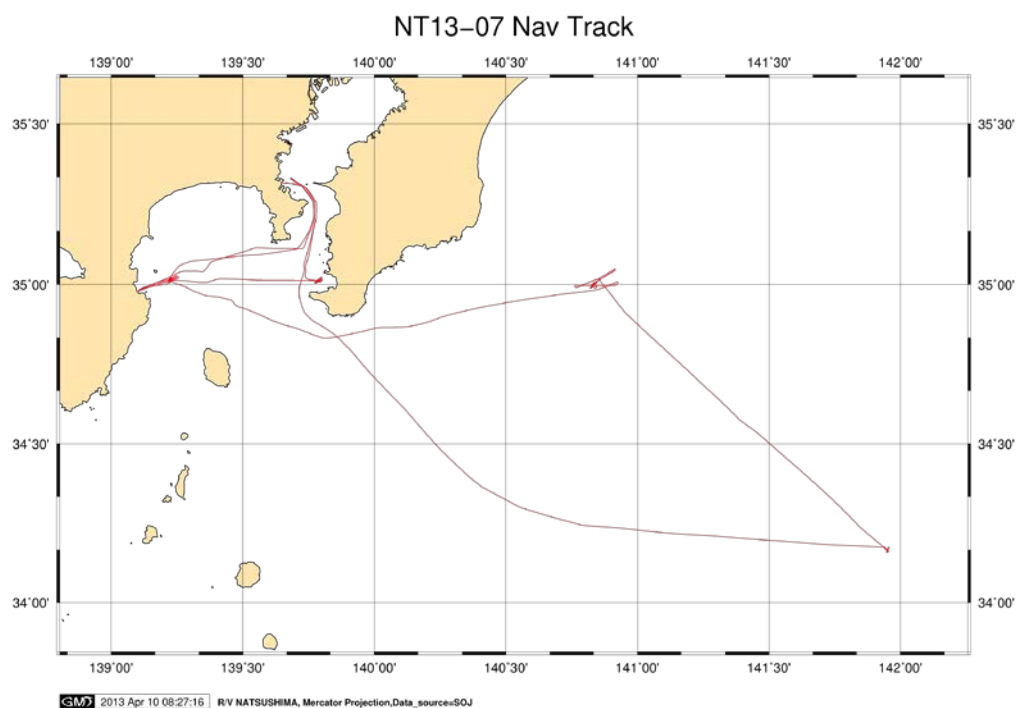 NT13−07 Nav Track
139˚00' 139˚30' 140˚00' 140˚30' 141˚00' 141˚30' 142˚00'
35˚30' 35˚30'
35˚00' 35˚00'
34˚30' 34˚30'
34˚00' 34˚00'
139˚00' 139˚30' 140˚00' 140˚30' 141˚00' 141˚30' 142˚00'
GMT 2013 Apr 10 08:27:16 R/V NATSUSHIMA, Mercator Projection,Data_source=SOJ